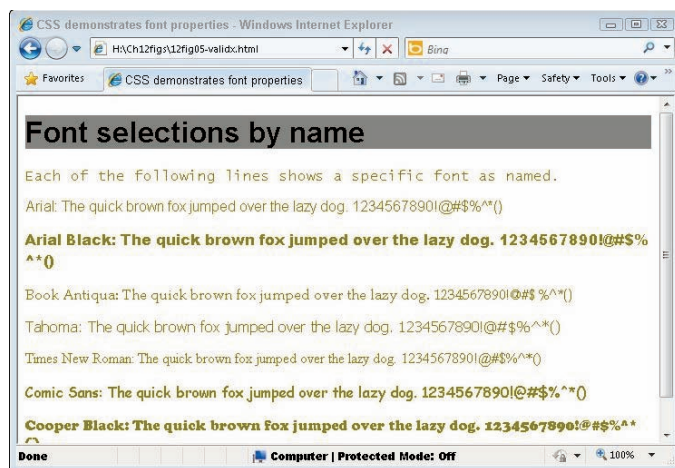 CSS demonstrates font properties - Windows Internet Explorer
H:\Ch12figs\12fig05-validx.html
Bing
Favorites
CSS demonstrates font properties
Page
Safety
Tools
Font selections by name
Each of the following lines shows a specific font as named.
Arial: The quick brown fox jumped over the lazy dog. 1234567890!@#$%^*()
Arial Black: The quick brown fox jumped over the lazy dog. 1234567890!@#$%
^*()
Book Antiqua: The quick brown fox jumped over the lazy dog. 1234567890!@#$ %^*()
Tahoma: The quick brown fox jumped over the lazy dog. 1234567890!@#$%^*()
Times New Roman: The quick brown fox jumped over the lazy dog. 1234567890!@#$%^*()
Comic Sans: The quick brown fox jumped over the lazy dog. 1234567890!@#$%^*()
Cooper Black: The quick brown fox jumped over the lazy dog. 1234567890!@#$%^*
()
Done
Computer | Protected Mode: Off
100%